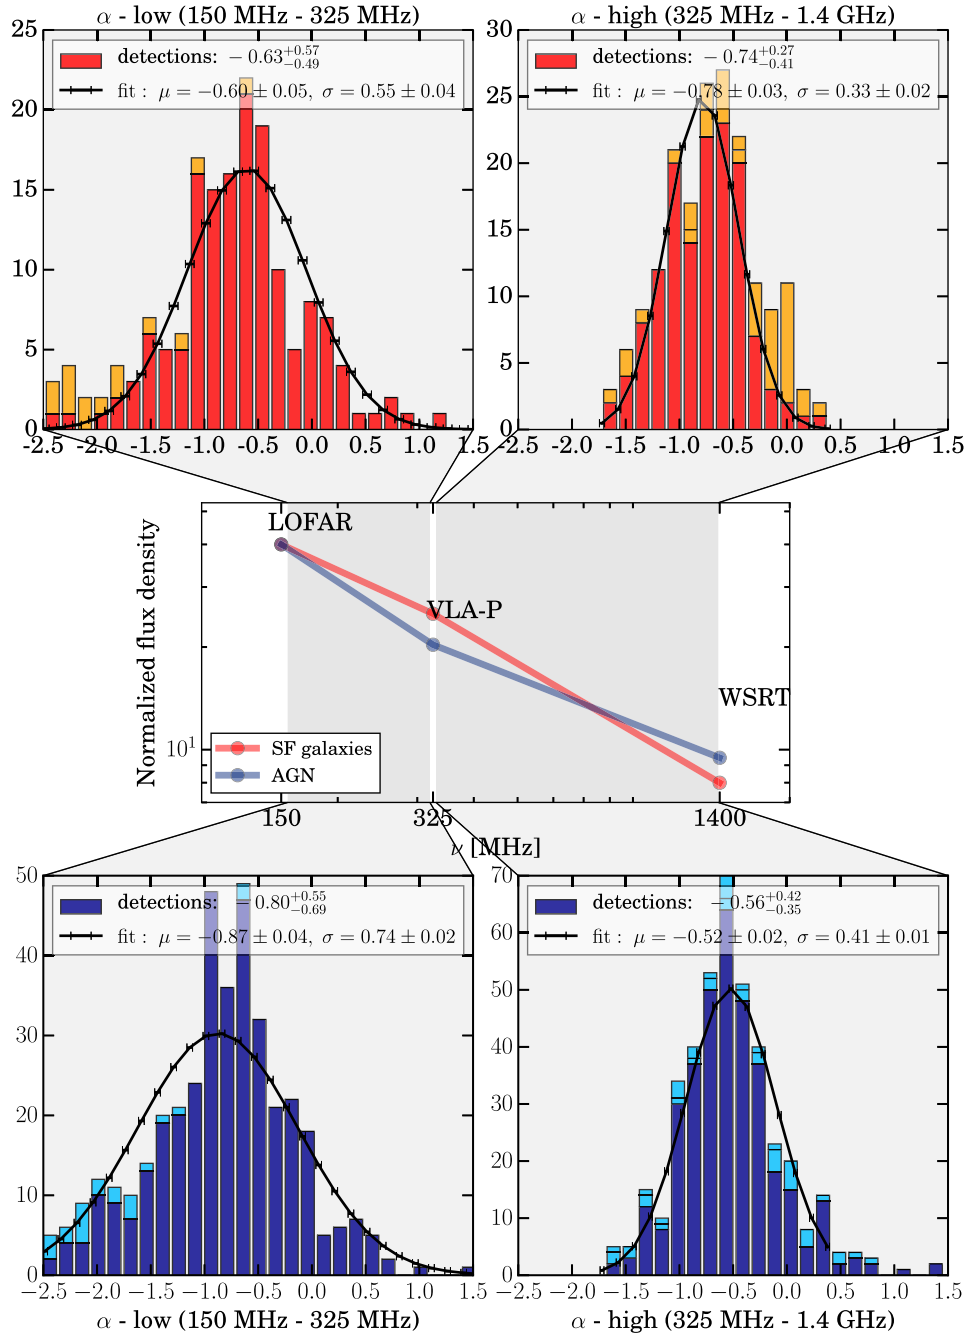 α - low (150 MHz - 325 MHz)
α - high (325 MHz - 1.4 GHz)
detections: −0.63 +0.57 −0.49
fit : μ = −0.60 ± 0.05, σ = 0.55 ± 0.04
25
20
15
10
5
0
-2.5 -2.0 -1.5 -1.0 -0.5 0.0 0.5 1.0 1.5
detections: −0.74 +0.27 −0.41
fit : μ = −0.78 ± 0.03, σ = 0.33 ± 0.02
30
25
20
15
10
5
0
-2.5 -2.0 -1.5 -1.0 -0.5 0.0 0.5 1.0 1.5
Normalized flux density
10¹
LOFAR
VLA-P
WSRT
SF galaxies
AGN
150 325 1400
ν [MHz]
detections: −0.80 +0.55 −0.69
fit : μ = −0.87 ± 0.04, σ = 0.74 ± 0.02
50
40
30
20
10
0
−2.5 −2.0 −1.5 −1.0 −0.5 0.0 0.5 1.0 1.5
α - low (150 MHz - 325 MHz)
detections: −0.56 +0.42 −0.35
fit : μ = −0.52 ± 0.02, σ = 0.41 ± 0.01
70
60
50
40
30
20
10
0
−2.5 −2.0 −1.5 −1.0 −0.5 0.0 0.5 1.0 1.5
α - high (325 MHz - 1.4 GHz)